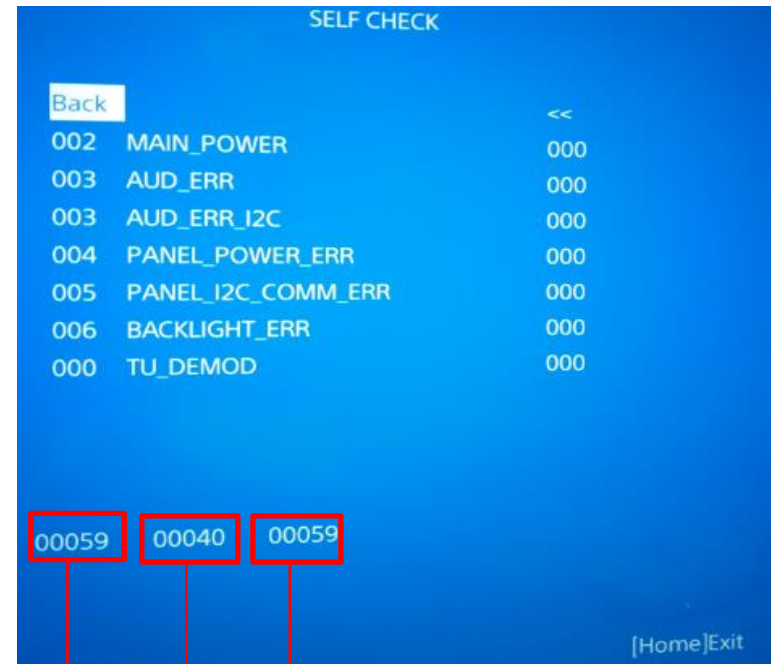 SELF CHECK
Back <<
002 MAIN_POWER 000
003 AUD_ERR 000
003 AUD_ERR_I2C 000
004 PANEL_POWER_ERR 000
005 PANEL_I2C_COMM_ERR 000
006 BACKLIGHT_ERR 000
000 TU_DEMOD 000
00059 00040 00059
[Home]Exit